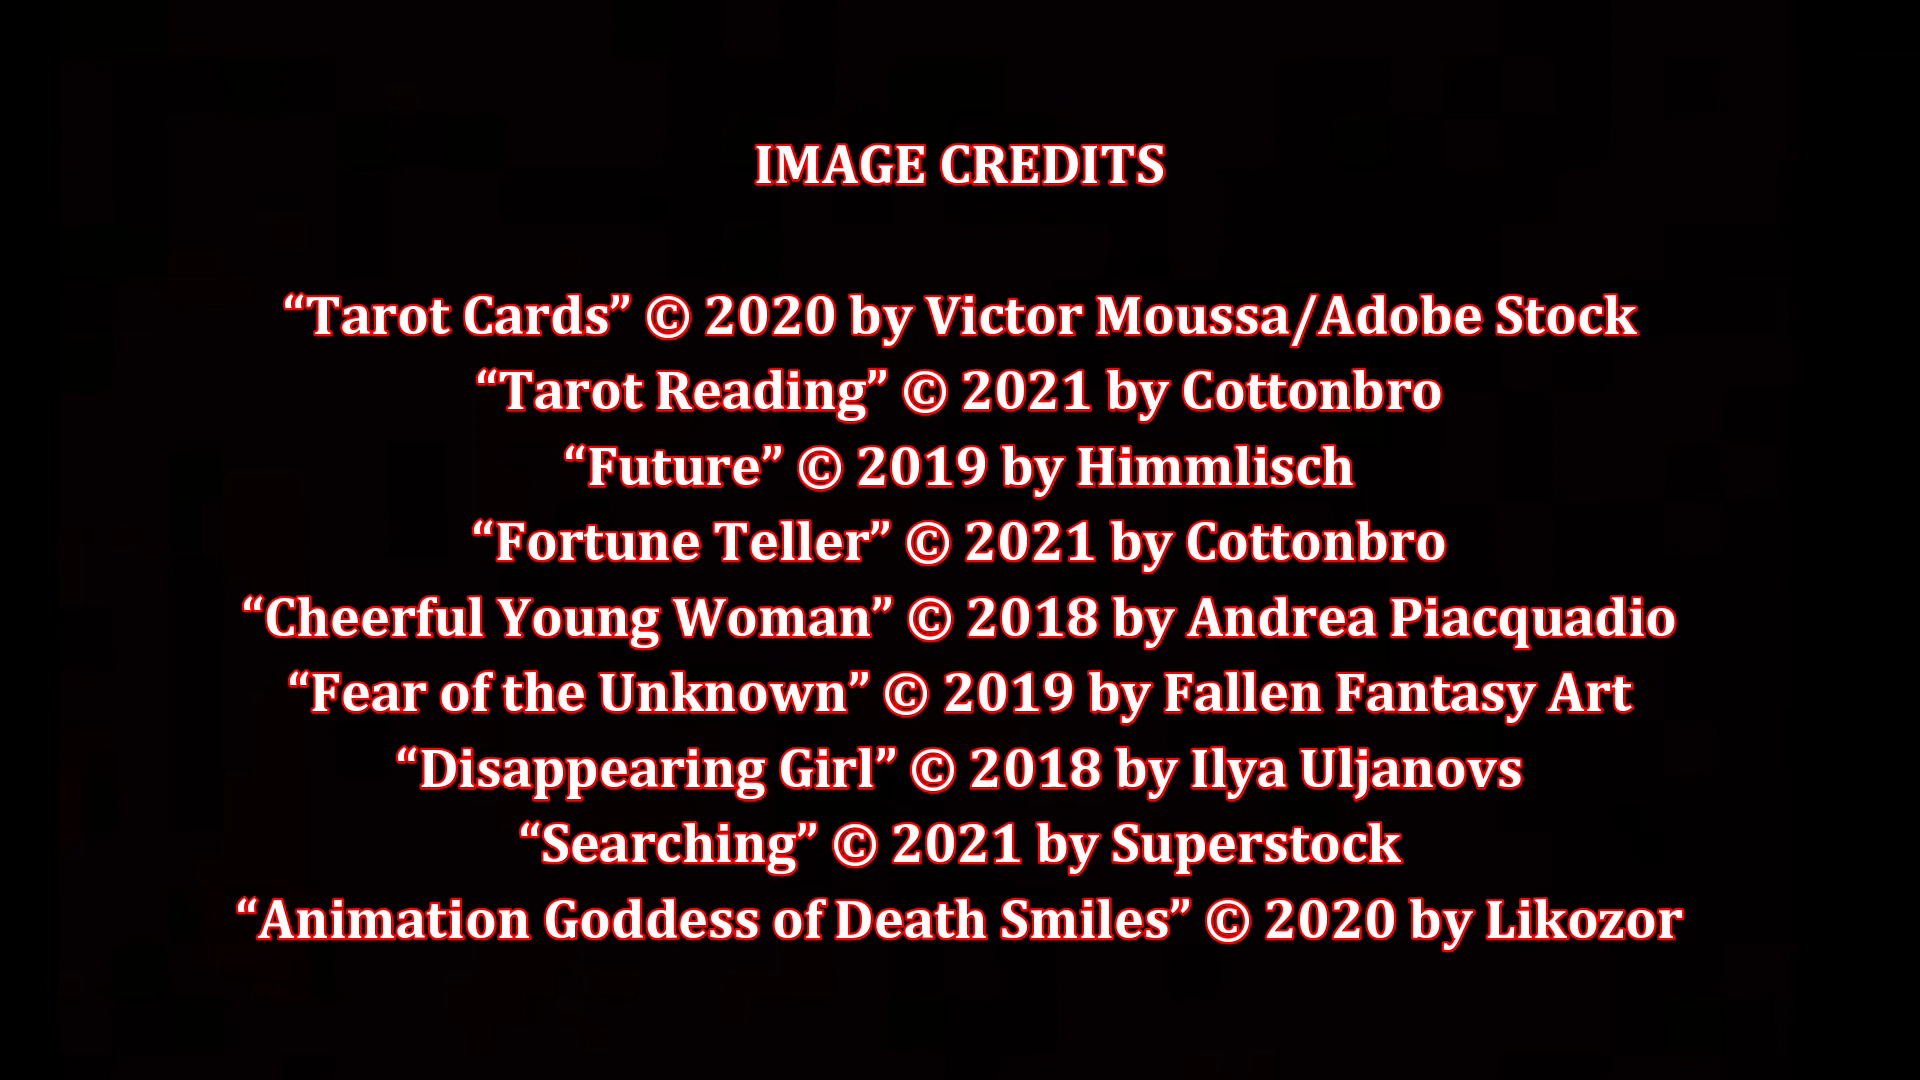 IMAGE CREDITS
“Tarot Cards” © 2020 by Victor Moussa/Adobe Stock
“Tarot Reading” © 2021 by Cottonbro
“Future” © 2019 by Himmlisch
“Fortune Teller” © 2021 by Cottonbro
“Cheerful Young Woman” © 2018 by Andrea Piacquadio
“Fear of the Unknown” © 2019 by Fallen Fantasy Art
“Disappearing Girl” © 2018 by Ilya Uljanovs
“Searching” © 2021 by Superstock
“Animation Goddess of Death Smiles” © 2020 by Likozor